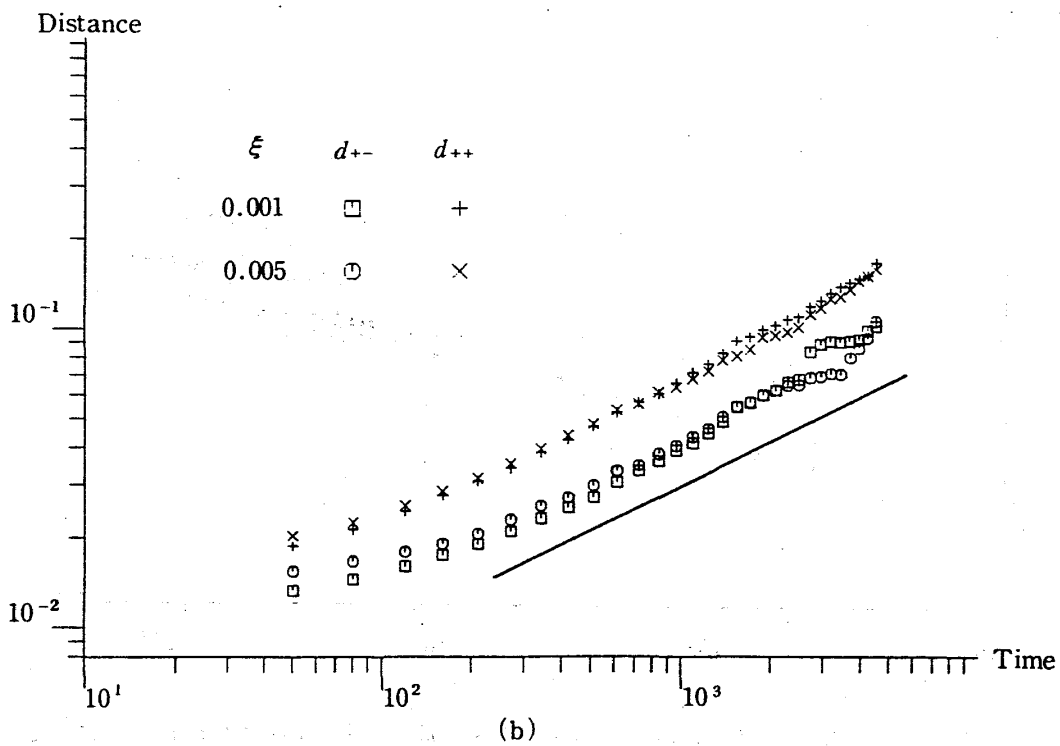 Distance
ξ d+- d++
0.001 □ +
0.005 ○ ×
10⁻¹
10⁻²
10¹ 10² 10³ Time
(b)